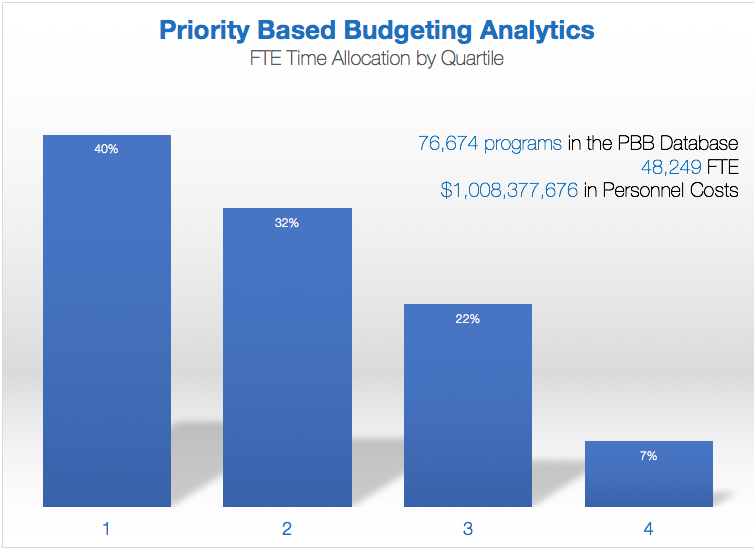 Priority Based Budgeting Analytics
FTE Time Allocation by Quartile
76,674 programs in the PBB Database
48,249 FTE
$1,008,377,676 in Personnel Costs
40%
32%
22%
7%
1
2
3
4